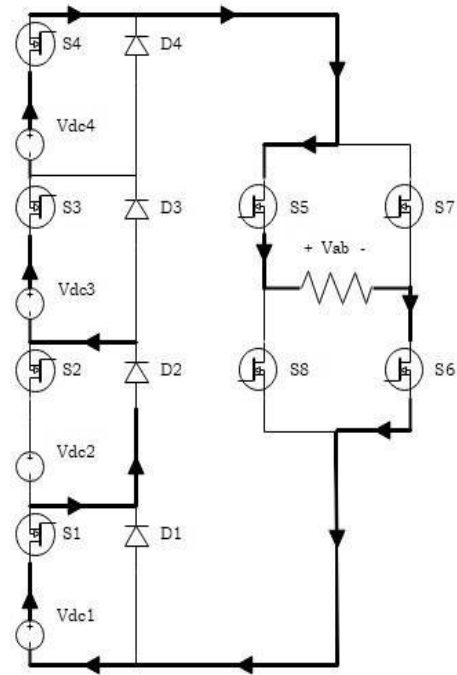 S4
D4
Vdc4
S3
D3
S5
S7
+ Vab -
Vdc3
S2
D2
S8
S6
Vdc2
S1
D1
Vdc1